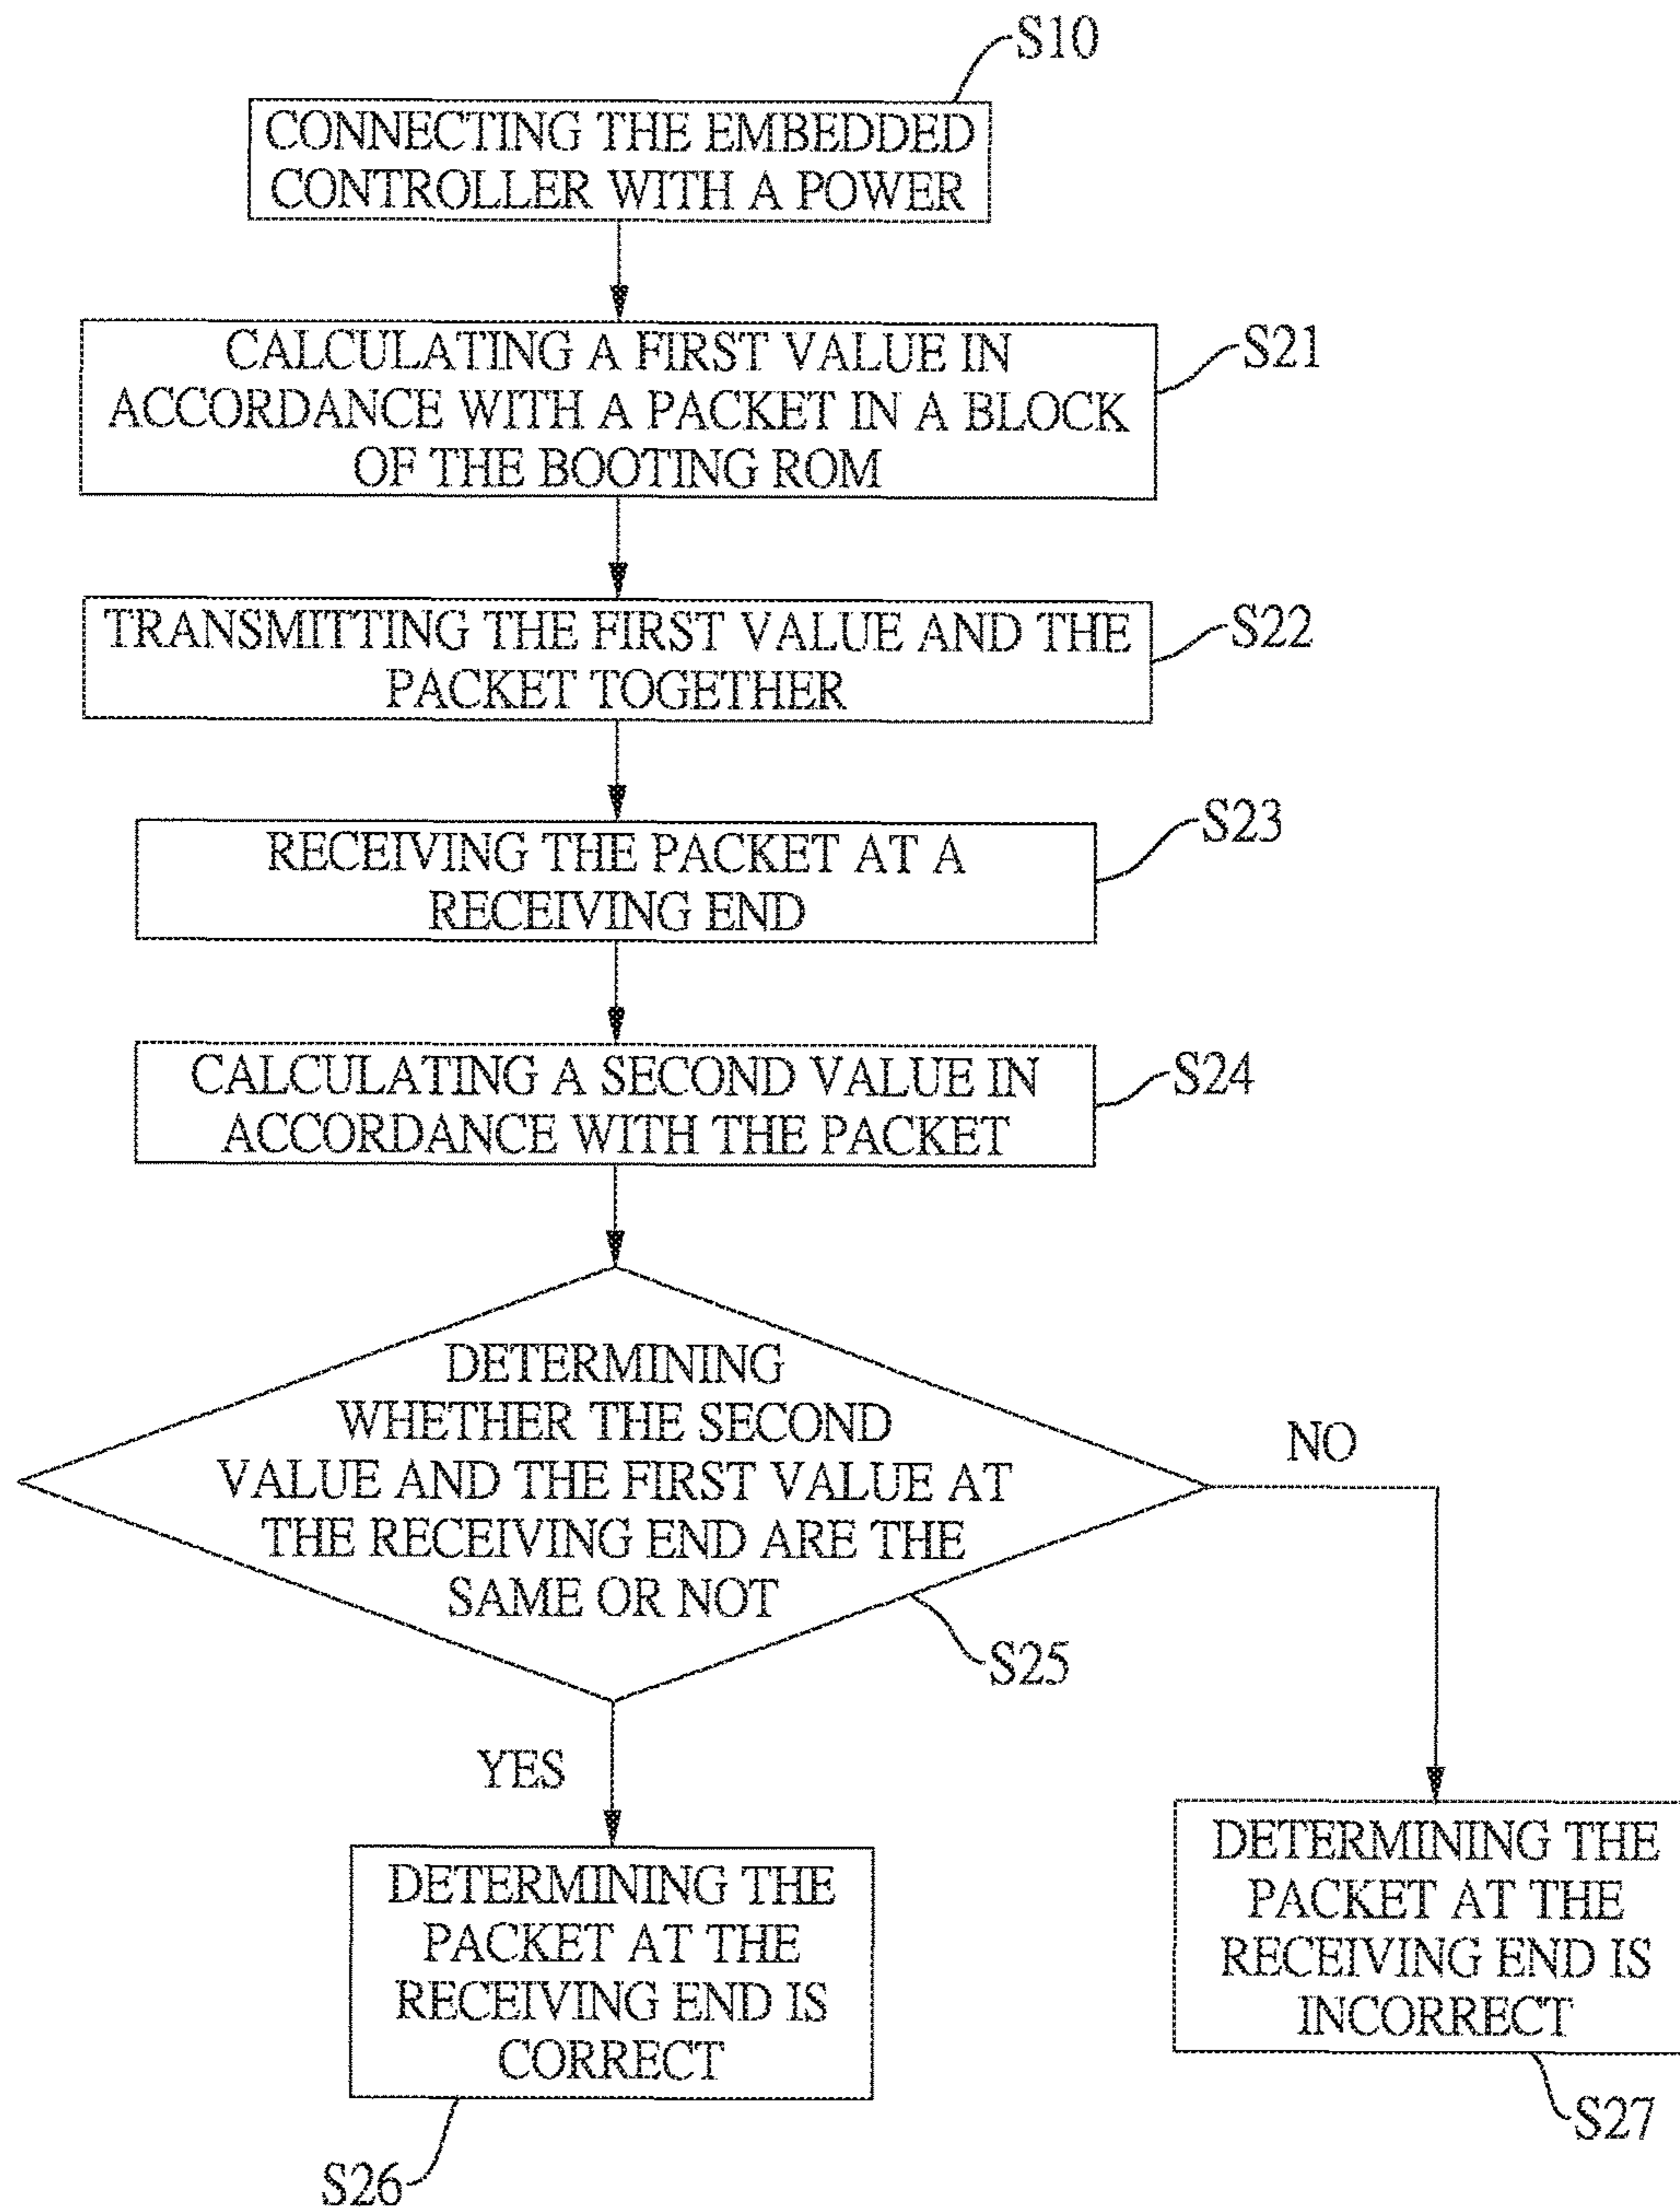 S10
CONNECTING THE EMBEDDED
CONTROLLER WITH A POWER
S21
CALCULATING A FIRST VALUE IN
ACCORDANCE WITH A PACKET IN A BLOCK
OF THE BOOTING ROM
S22
TRANSMITTING THE FIRST VALUE AND THE
PACKET TOGETHER
S23
RECEIVING THE PACKET AT A
RECEIVING END
S24
CALCULATING A SECOND VALUE IN
ACCORDANCE WITH THE PACKET
DETERMINING
WHETHER THE SECOND
VALUE AND THE FIRST VALUE AT
THE RECEIVING END ARE THE
SAME OR NOT
NO
S25
YES
DETERMINING THE
PACKET AT THE
RECEIVING END IS
CORRECT
S26
DETERMINING THE
PACKET AT THE
RECEIVING END IS
INCORRECT
S27